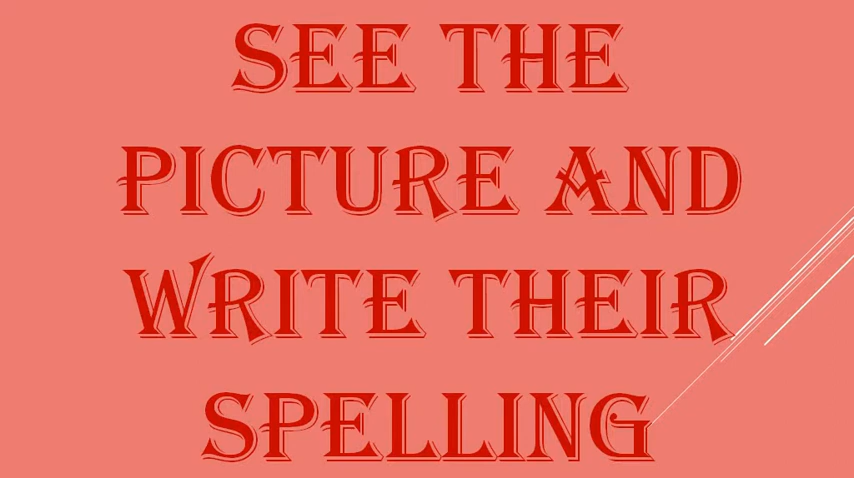 SEE THE
PICTURE AND
WRITE THEIR
SPELLING